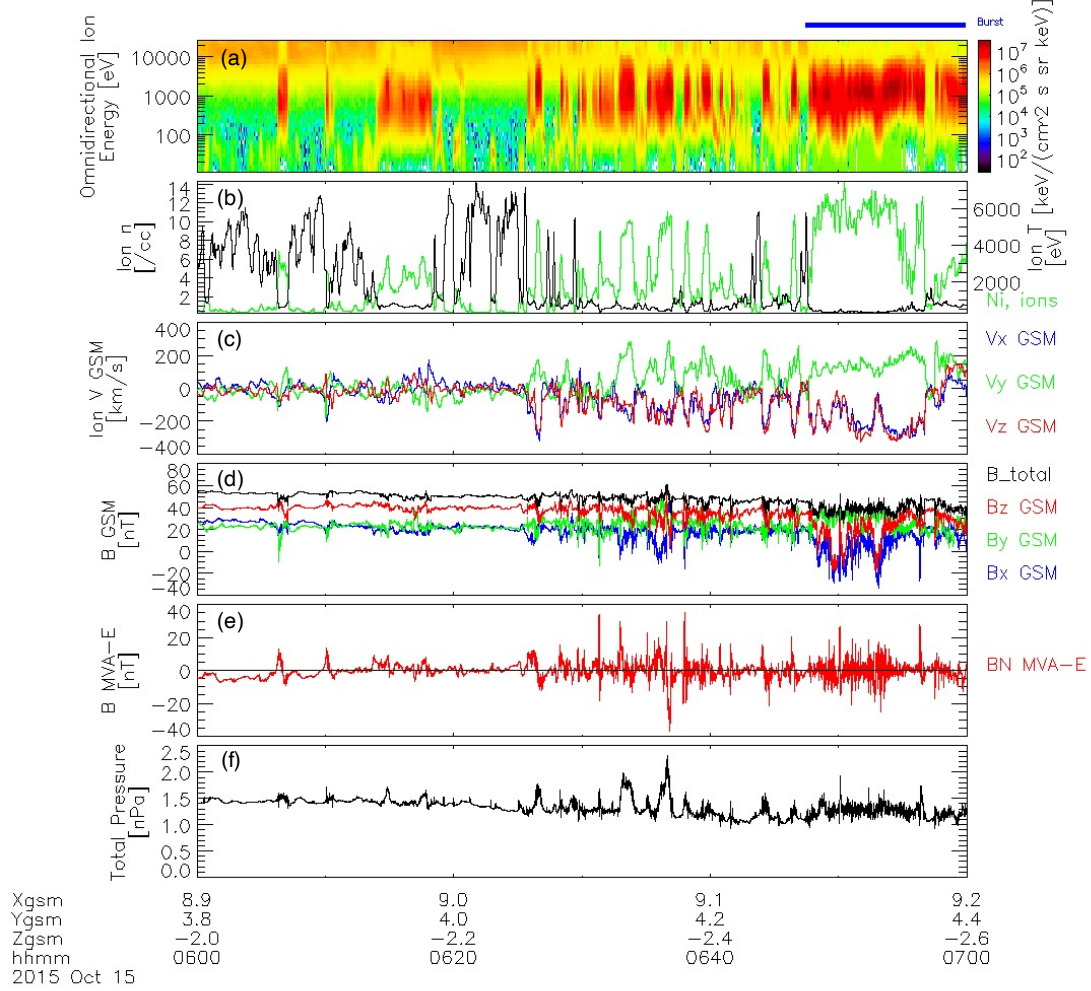 Burst
(a)
Omnidirectional Ion
Energy [eV]
10000
1000
100
10^7
10^6
10^5
10^4
10^3
10^2
[keV/(cm2 s sr keV)]
(b)
Ion n
[/cc]
14
12
10
8
6
4
2
6000
4000
2000
Ion T
[eV]
Ni, ions
(c)
Ion V GSM
[km/s]
400
200
0
−200
−400
Vx GSM
Vy GSM
Vz GSM
(d)
B GSM
[nT]
80
60
40
20
0
−20
−40
B_total
Bz GSM
By GSM
Bx GSM
(e)
B MVA−E
[nT]
40
20
0
−20
−40
BN MVA−E
(f)
Total Pressure
[nPa]
2.5
2.0
1.5
1.0
0.5
0.0
Xgsm 8.9 9.0 9.1 9.2
Ygsm 3.8 4.0 4.2 4.4
Zgsm −2.0 −2.2 −2.4 −2.6
hhmm 0600 0620 0640 0700
2015 Oct 15